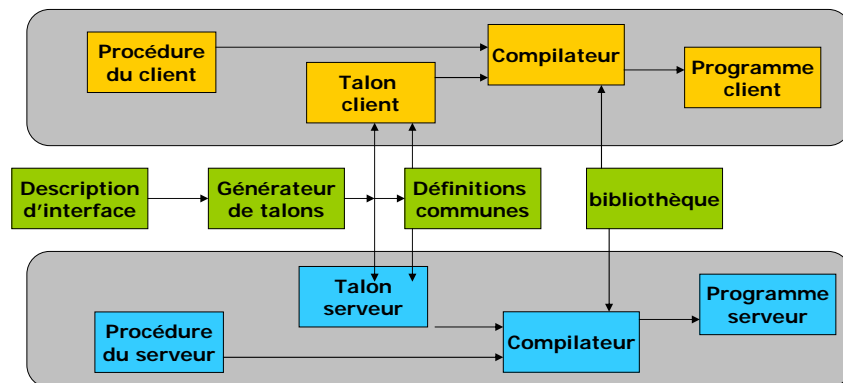 Procédure
du client
Talon
client
Compilateur
Programme
client
Description
d'interface
Générateur
de talons
Définitions
communes
bibliothèque
Talon
serveur
Procédure
du serveur
Compilateur
Programme
serveur